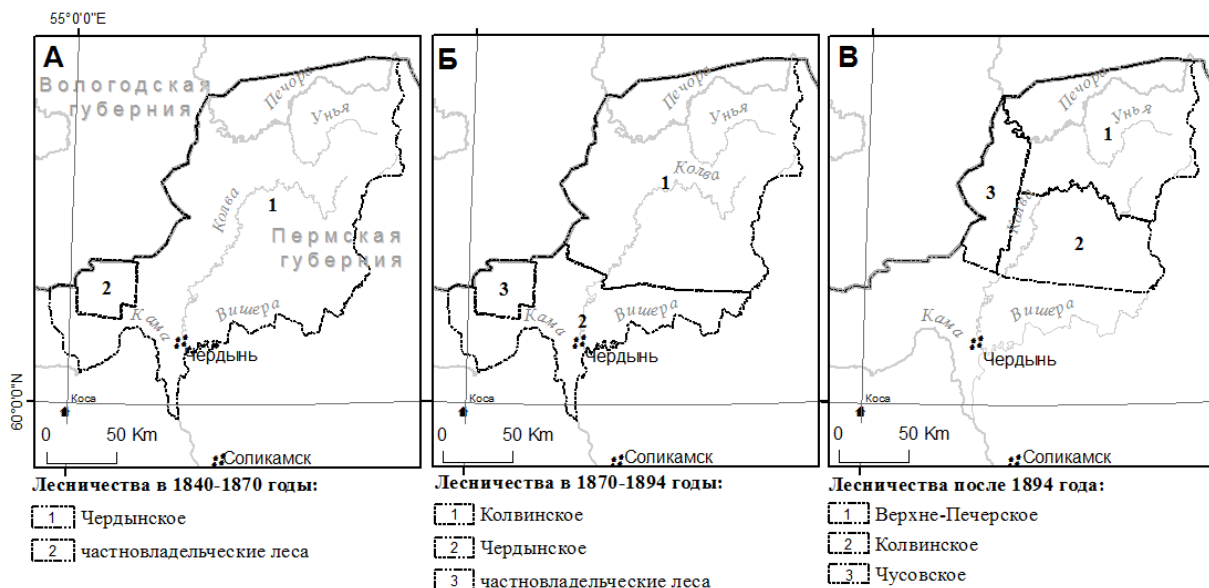 55°0'0"E
60°0'0"N
А
Вологодская
губерния
Печора
Унья
Колва
1
Пермская
губерния
2
Кама
Вишера
Чердынь
Коса
0 50 Km
Соликамск
Лесничества в 1840-1870 годы:
1 Чердынское
2 частновладельческие леса
Б
Печора
Унья
Колва
1
3
Кама
2
Вишера
Чердынь
Коса
0 50 Km
Соликамск
Лесничества в 1870-1894 годы:
1 Колвинское
2 Чердынское
3 частновладельческие леса
В
Печора
Унья
1
3
Колва
2
Кама
Вишера
Чердынь
Коса
0 50 Km
Соликамск
Лесничества после 1894 года:
1 Верхне-Печерское
2 Колвинское
3 Чусовское